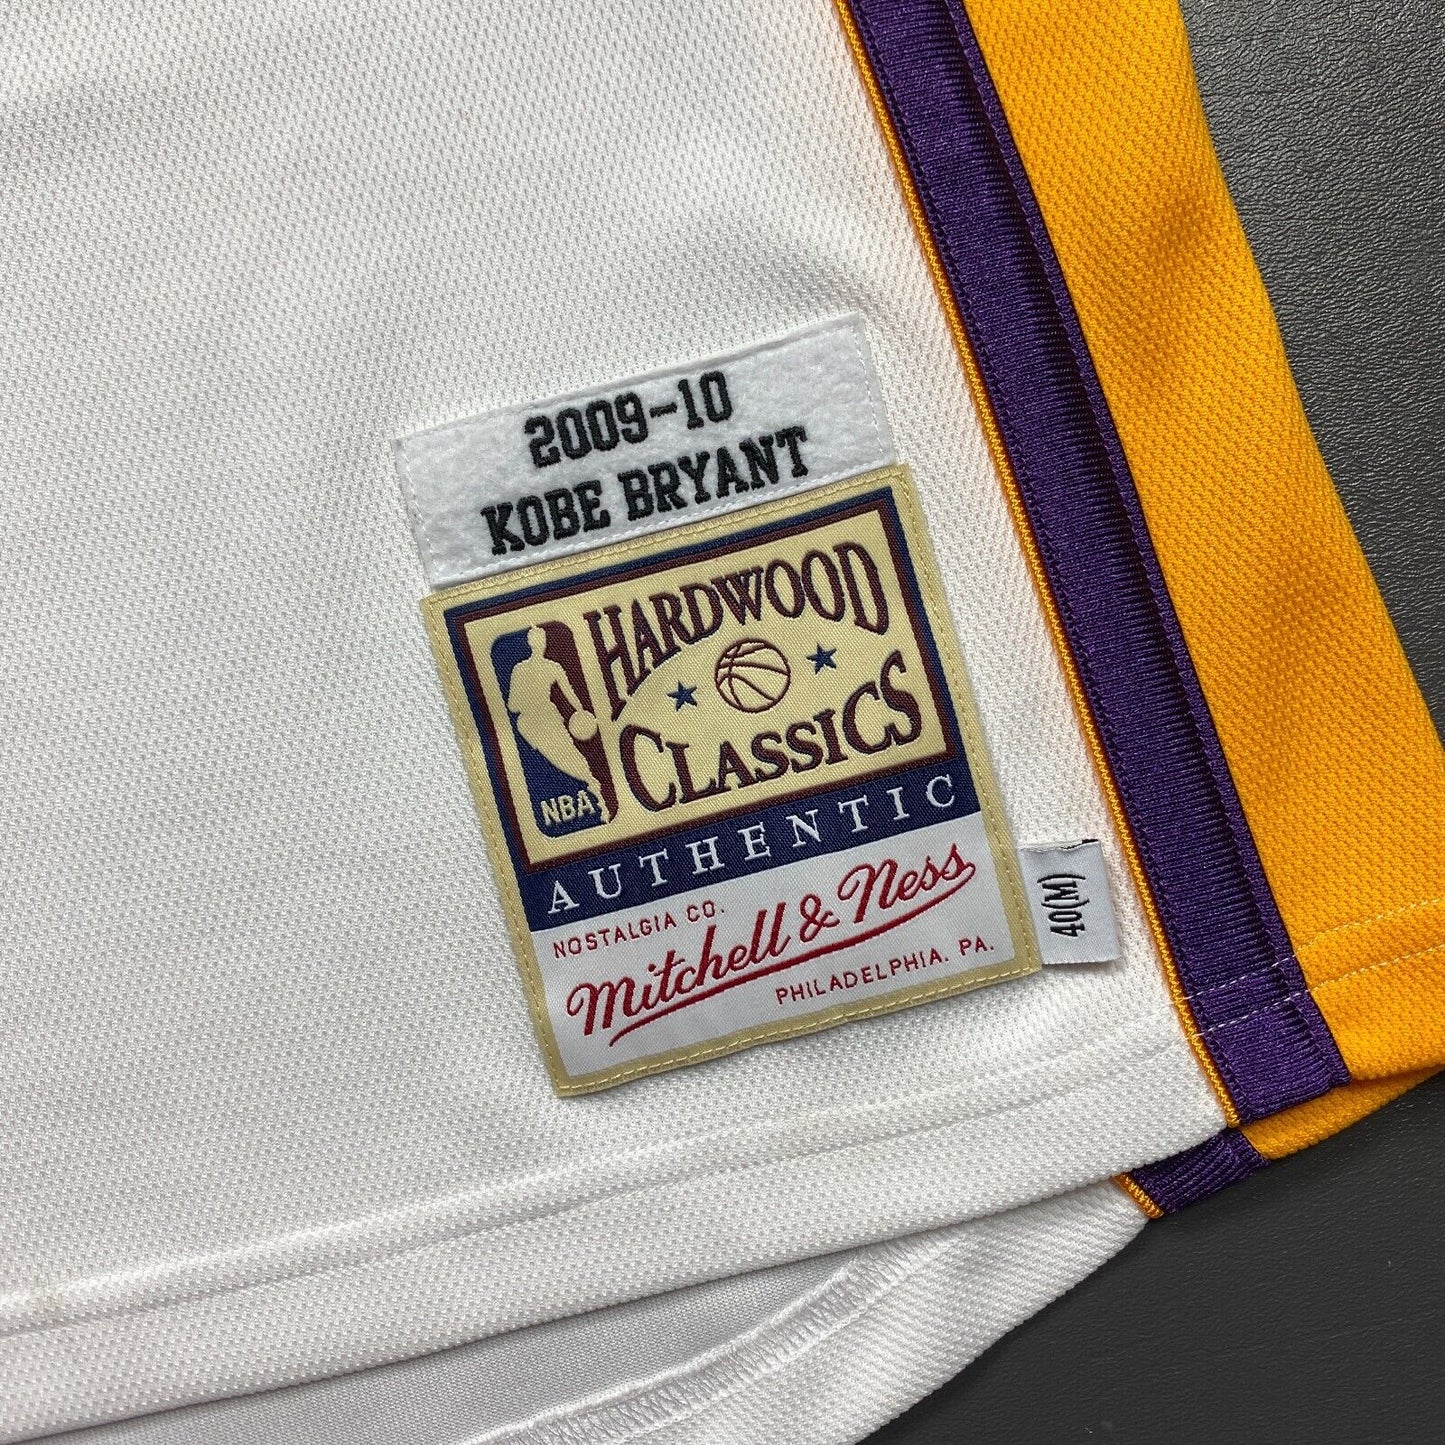 2009-10
KOBE BRYANT
HARDWOOD
CLASSICS
NBA
AUTHENTIC
NOSTALGIA CO.
Mitchell & Ness
PHILADELPHIA, PA.
40(M)